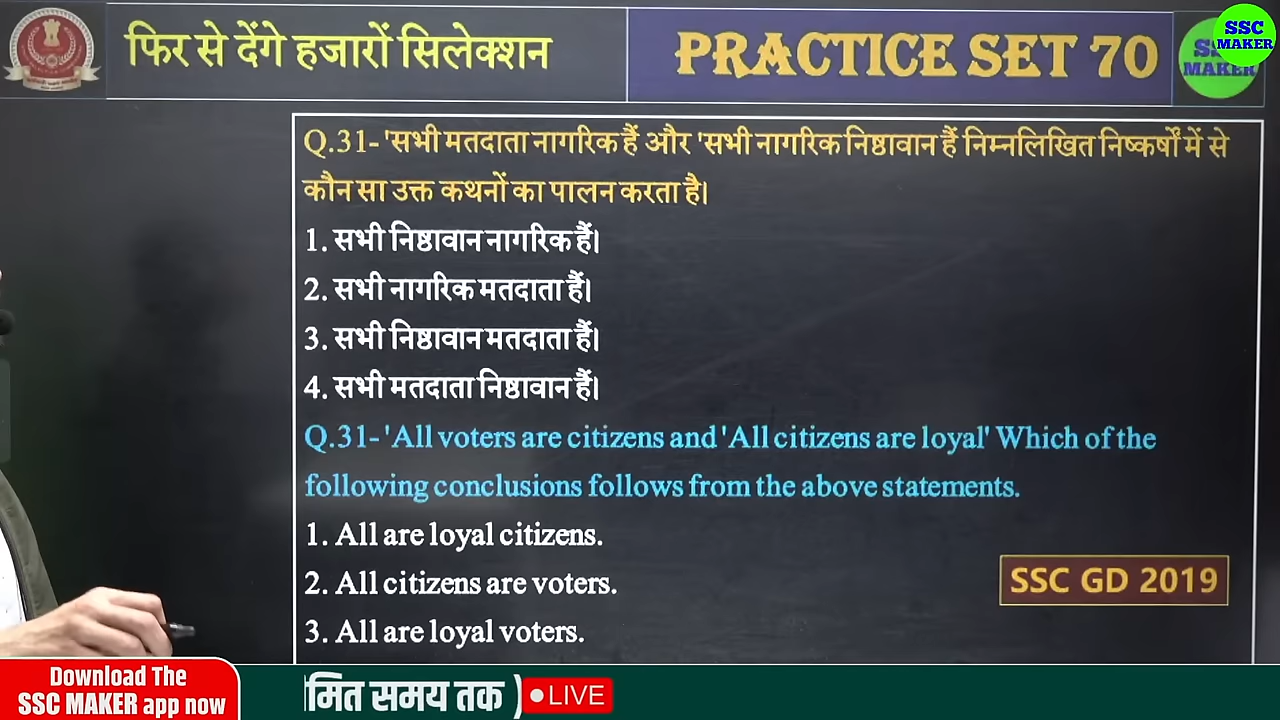 फिर से देंगे हजारों सिलेक्शन
PRACTICE SET 70
SSC
MAKER
MAKER
Q.31- 'सभी मतदाता नागरिक हैं और 'सभी नागरिक निष्ठावान हैं निम्नलिखित निष्कर्षों में से
कौन सा उक्त कथनों का पालन करता है।
1. सभी निष्ठावान नागरिक हैं।
2. सभी नागरिक मतदाता हैं।
3. सभी निष्ठावान मतदाता हैं।
4. सभी मतदाता निष्ठावान हैं।
Q.31- 'All voters are citizens and 'All citizens are loyal' Which of the
following conclusions follows from the above statements.
1. All are loyal citizens.
2. All citizens are voters.
SSC GD 2019
3. All are loyal voters.
Download The
SSC MAKER app now
मित समय तक )
LIVE